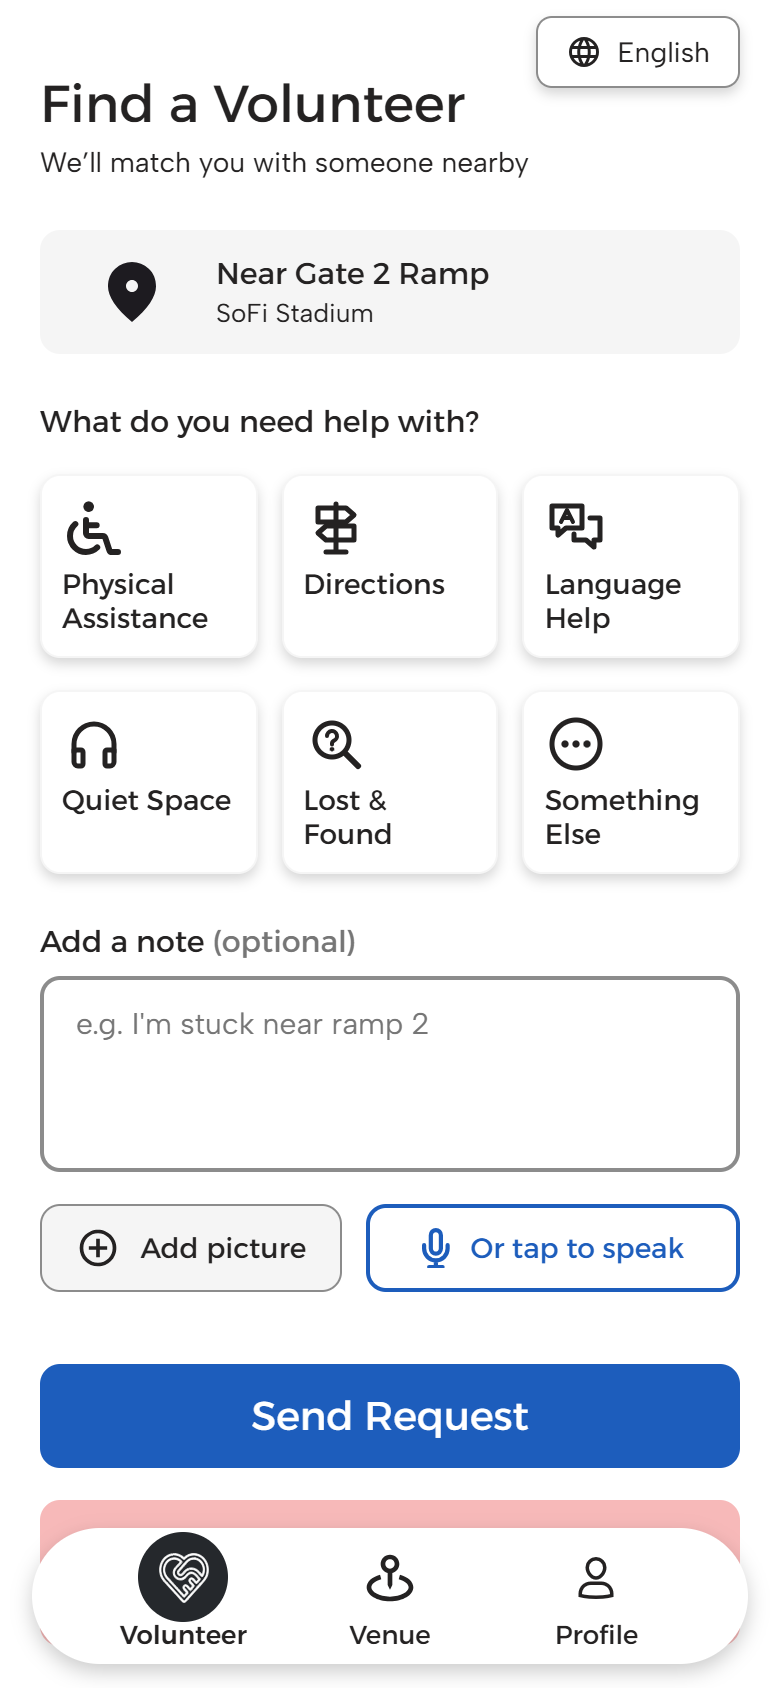 English
Find a Volunteer
We’ll match you with someone nearby
Near Gate 2 Ramp
SoFi Stadium
What do you need help with?
Physical
Assistance
Directions
Language
Help
Quiet Space
Lost &
Found
Something
Else
Add a note (optional)
e.g. I'm stuck near ramp 2
Add picture
Or tap to speak
Send Request
Volunteer
Venue
Profile